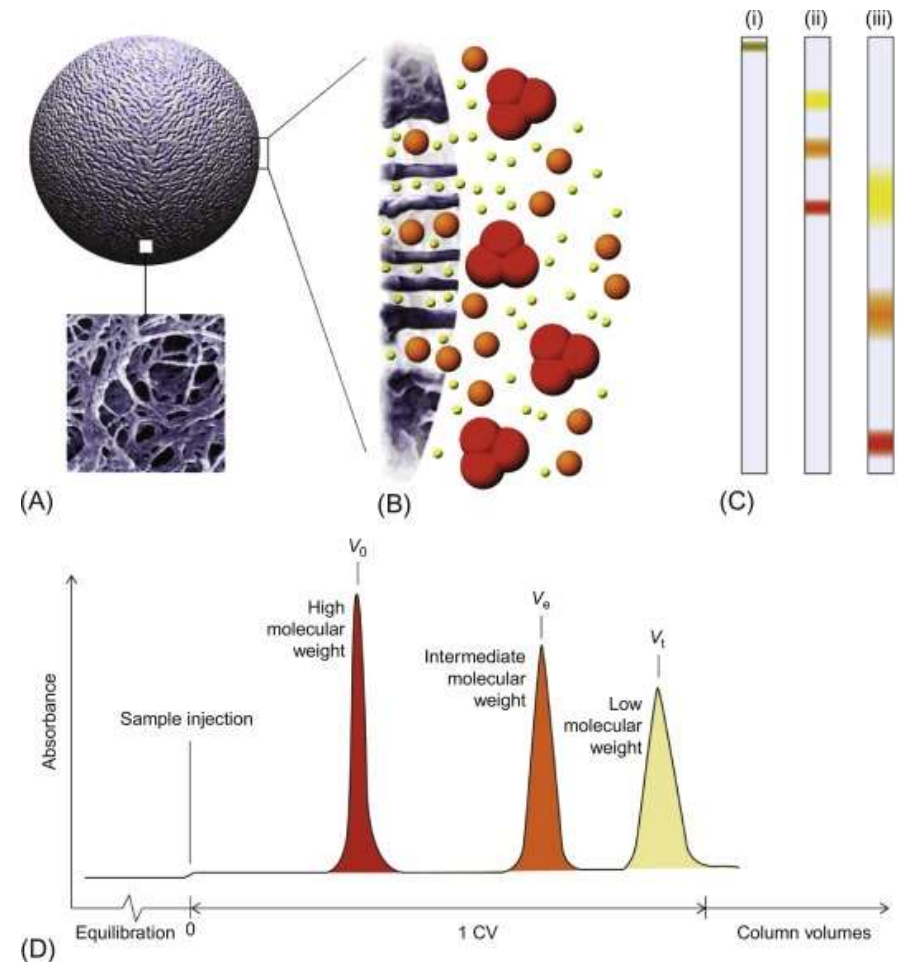 (i)
(ii)
(iii)
(A)
(B)
(C)
V0
High
molecular
weight
Ve
Intermediate
molecular
weight
Vt
Low
molecular
weight
Sample injection
Absorbance
Equilibration
0
1 CV
Column volumes
(D)